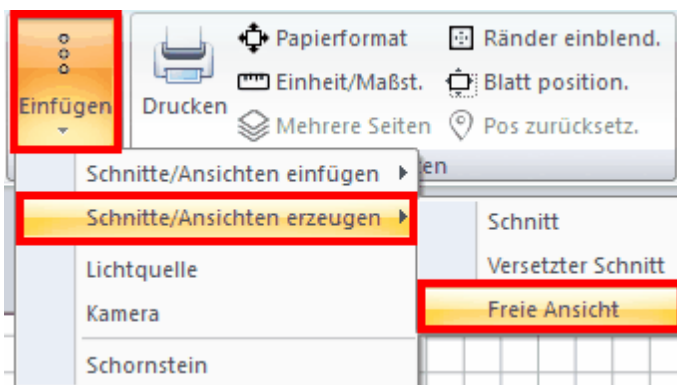 Papierformat
Ränder einblend.
Einheit/Maßst.
Blatt position.
Einfügen
Drucken
Mehrere Seiten
Pos zurücksetz.
Schnitte/Ansichten einfügen
en
Schnitte/Ansichten erzeugen
Schnitt
Lichtquelle
Versetzter Schnitt
Kamera
Freie Ansicht
Schornstein